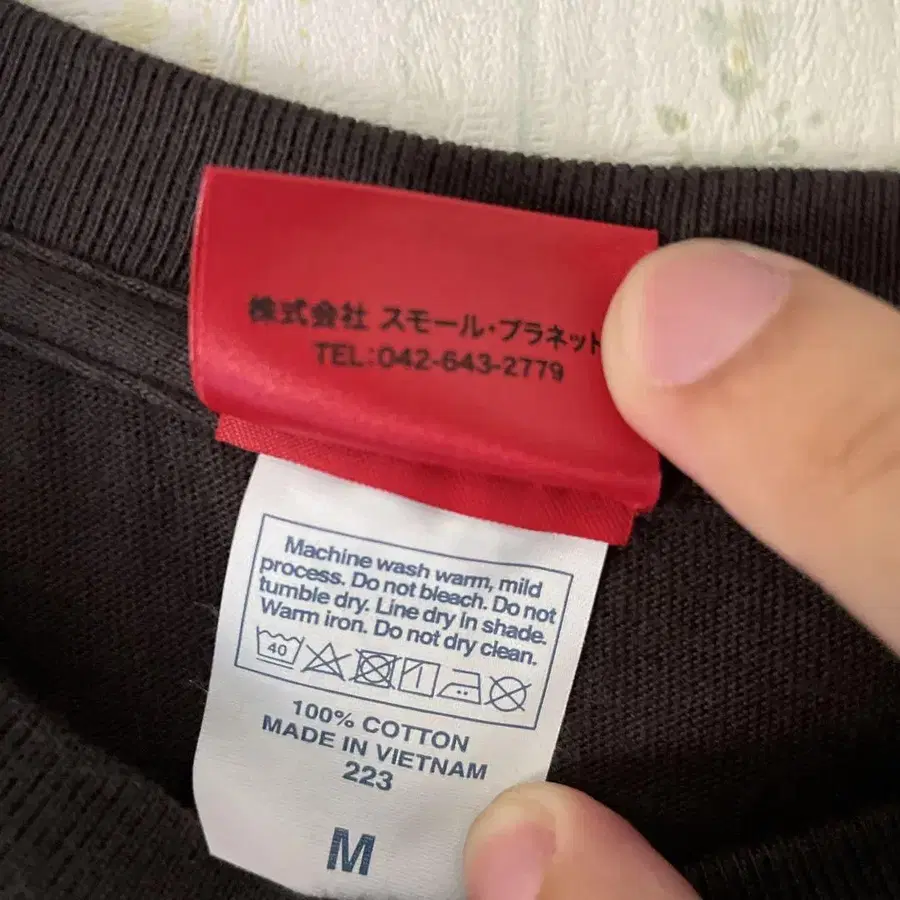 株式会社 スモール・プラネット
TEL:042-643-2779
Machine wash warm, mild
process. Do not bleach. Do not
tumble dry. Line dry in shade.
Warm iron. Do not dry clean.
40
100% COTTON
MADE IN VIETNAM
223
M